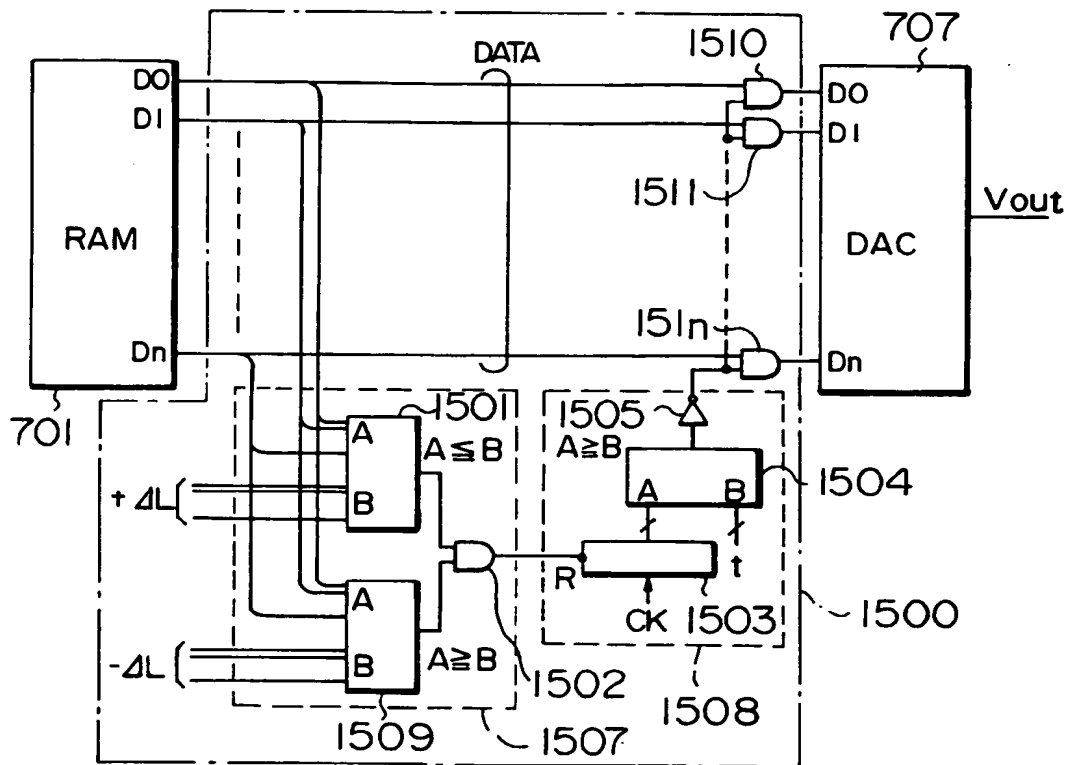 1510
707
DATA
D0
D1
D0
D1
1511
RAM
DAC
Vout
151n
Dn
Dn
701
1501
1505
A
A≦B
A≧B
+ΔL
B
A
B
1504
t
R
CK
1503
1500
A
-ΔL
B
A≧B
1502
1508
1509
1507